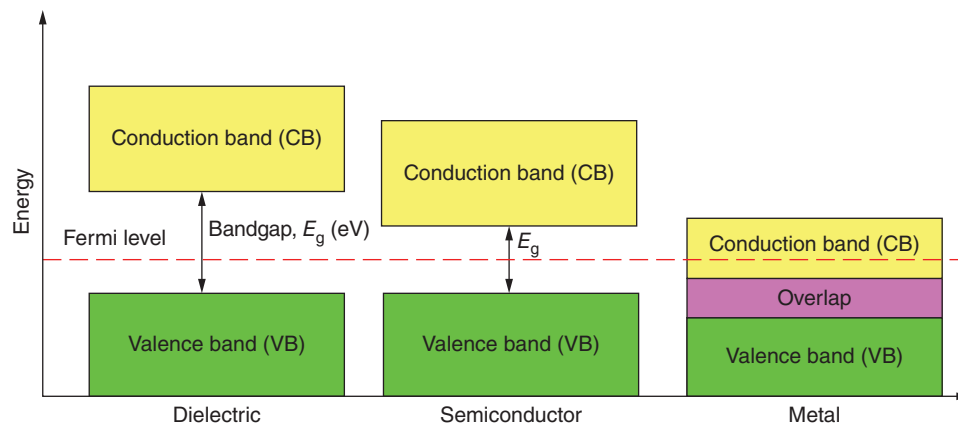 Energy
Conduction band (CB)
Conduction band (CB)
Bandgap, Eg (eV)
Fermi level
Eg
Conduction band (CB)
Overlap
Valence band (VB)
Valence band (VB)
Valence band (VB)
Dielectric
Semiconductor
Metal